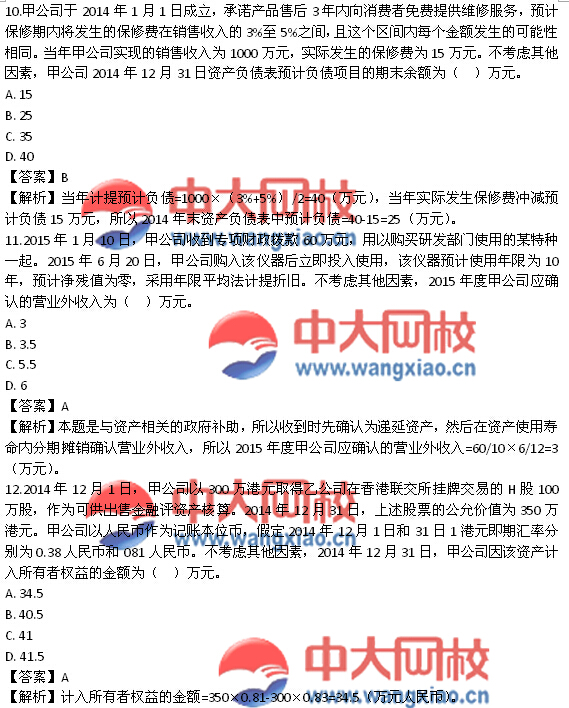 10.甲公司于 2014 年 1 月 1 日成立，承诺产品售后 3 年内向消费者免费提供维修服务，预计
保修期内将发生的保修费在销售收入的 3%至 5%之间，且这个区间内每个金额发生的可能性
相同。当年甲公司实现的销售收入为 1000 万元，实际发生的保修费为 15 万元。不考虑其他
因素，甲公司 2014 年 12 月 31 日资产负债表预计负债项目的期末余额为（ ）万元。
A. 15
B. 25
C. 35
D. 40
【答案】B
【解析】当年计提预计负债=1000×（3%+5%）/2=40（万元），当年实际发生保修费冲减预
计负债 15 万元，所以 2014 年末资产负债表中预计负债=40-15=25（万元）。
11.2015 年 1 月 10 日，甲公司收到专项财政拨款 60 万元，用以购买研发部门使用的某特种
一起。2015 年 6 月 20 日，甲公司购入该仪器后立即投入使用，该仪器预计使用年限为 10
年，预计净残值为零，采用年限平均法计提折旧。不考虑其他因素，2015 年度甲公司应确
认的营业外收入为（ ）万元。
A. 3
B. 3.5
C. 5.5
D. 6
【答案】A
【解析】本题是与资产相关的政府补助，所以收到时先确认为递延资产，然后在资产使用寿
命内分期摊销确认营业外收入，所以 2015 年度甲公司应确认的营业外收入=60/10×6/12=3
（万元）。
12.2014 年 12 月 1 日，甲公司以 300 万港元取得乙公司在香港联交所挂牌交易的 H 股 100
万股，作为可供出售金融评资产核算。2014 年 12 月 31 日，上述股票的公允价值为 350 万
港元。甲公司以人民币作为记账本位币，假定 2014 年 12 月 1 日和 31 日 1 港元即期汇率分
别为 0.38 人民币和 081 人民币。不考虑其他因素，2014 年 12 月 31 日，甲公司因该资产计
入所有者权益的金额为（ ）万元。
A. 34.5
B. 40.5
C. 41
D. 41.5
【答案】A
【解析】计入所有者权益的金额=350×0.81-300×0.83=34.5（万元人民币）。
中大网校
www.wangxiao.cn
中大网校
www.wangxiao.cn
中大网校
www.wangxiao.cn
中大网校
www.wangxiao.cn